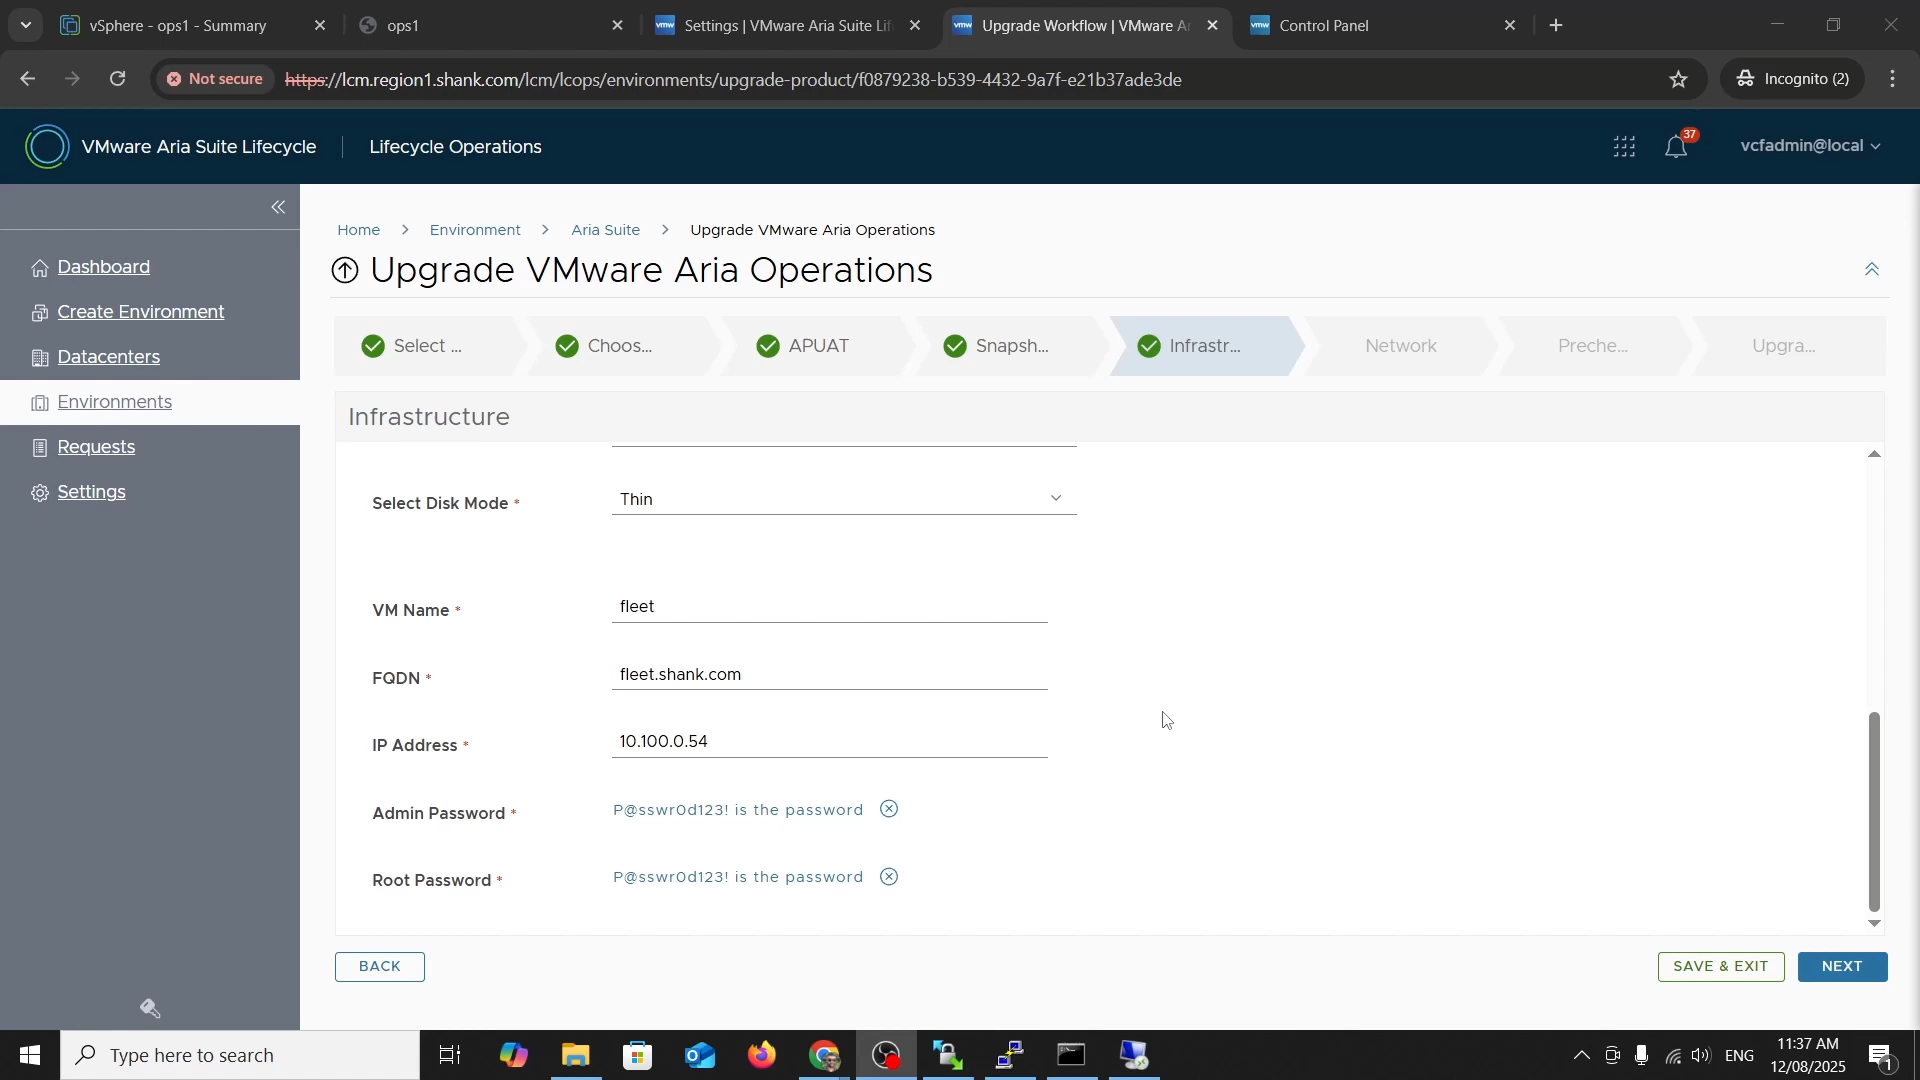 vSphere - ops1 - Summary
ops1
Settings | VMware Aria Suite Lif
Upgrade Workflow | VMware Ar
Control Panel
Not secure
https://lcm.region1.shank.com/lcm/lcops/environments/upgrade-product/f0879238-b539-4432-9a7f-e21b37ade3de
Incognito (2)
VMware Aria Suite Lifecycle
Lifecycle Operations
37
vcfadmin@local
Dashboard
Create Environment
Datacenters
Environments
Requests
Settings
Home > Environment > Aria Suite > Upgrade VMware Aria Operations
Upgrade VMware Aria Operations
Select ...
Choos...
APUAT
Snapsh...
Infrastr...
Network
Preche...
Upgra...
Infrastructure
Select Disk Mode *
Thin
VM Name *
fleet
FQDN *
fleet.shank.com
IP Address *
10.100.0.54
Admin Password *
P@sswr0d123! is the password
Root Password *
P@sswr0d123! is the password
BACK
SAVE & EXIT
NEXT
Type here to search
ENG
11:37 AM
12/08/2025
1